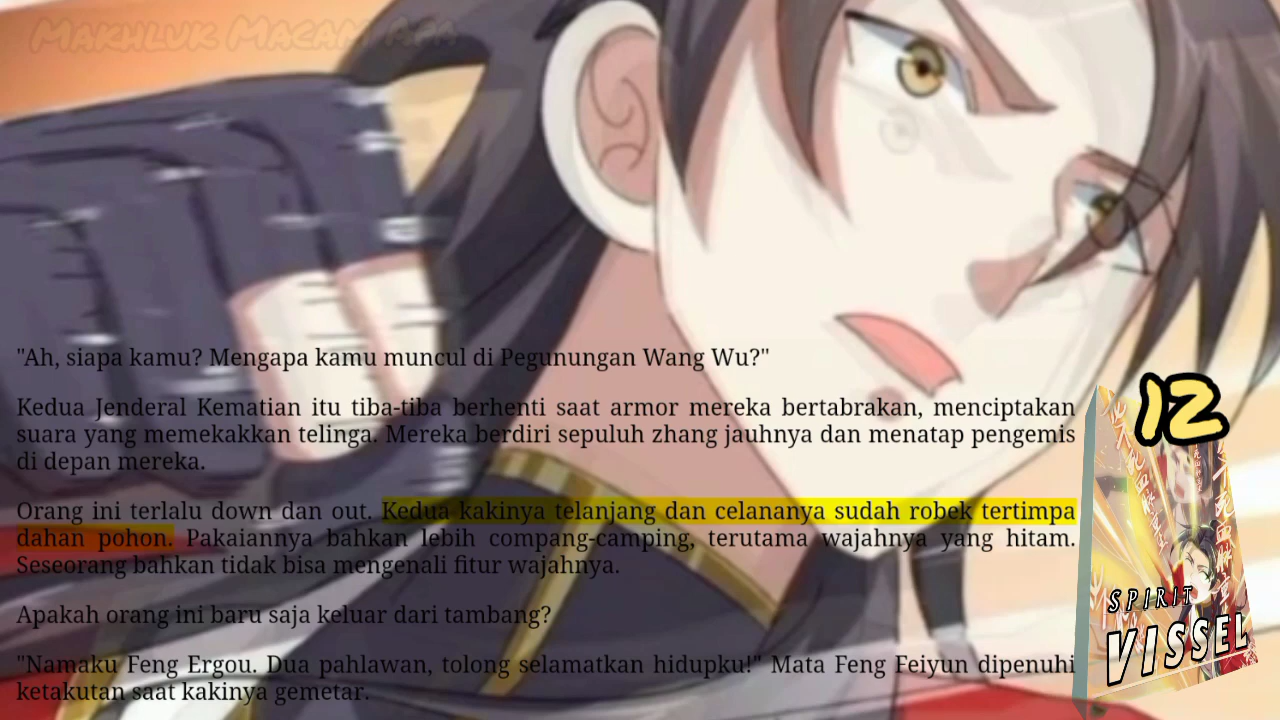 MAKHLUK MACAM APA
"Ah, siapa kamu? Mengapa kamu muncul di Pegunungan Wang Wu?"
Kedua Jenderal Kematian itu tiba-tiba berhenti saat armor mereka bertabrakan, menciptakan
suara yang memekakkan telinga. Mereka berdiri sepuluh zhang jauhnya dan menatap pengemis
di depan mereka.
Orang ini terlalu down dan out. Kedua kakinya telanjang dan celananya sudah robek tertimpa
dahan pohon. Pakaiannya bahkan lebih compang-camping, terutama wajahnya yang hitam.
Seseorang bahkan tidak bisa mengenali fitur wajahnya.
Apakah orang ini baru saja keluar dari tambang?
"Namaku Feng Ergou. Dua pahlawan, tolong selamatkan hidupku!" Mata Feng Feiyun dipenuhi
ketakutan saat kakinya gemetar.
12
SPIRIT
VISSEL